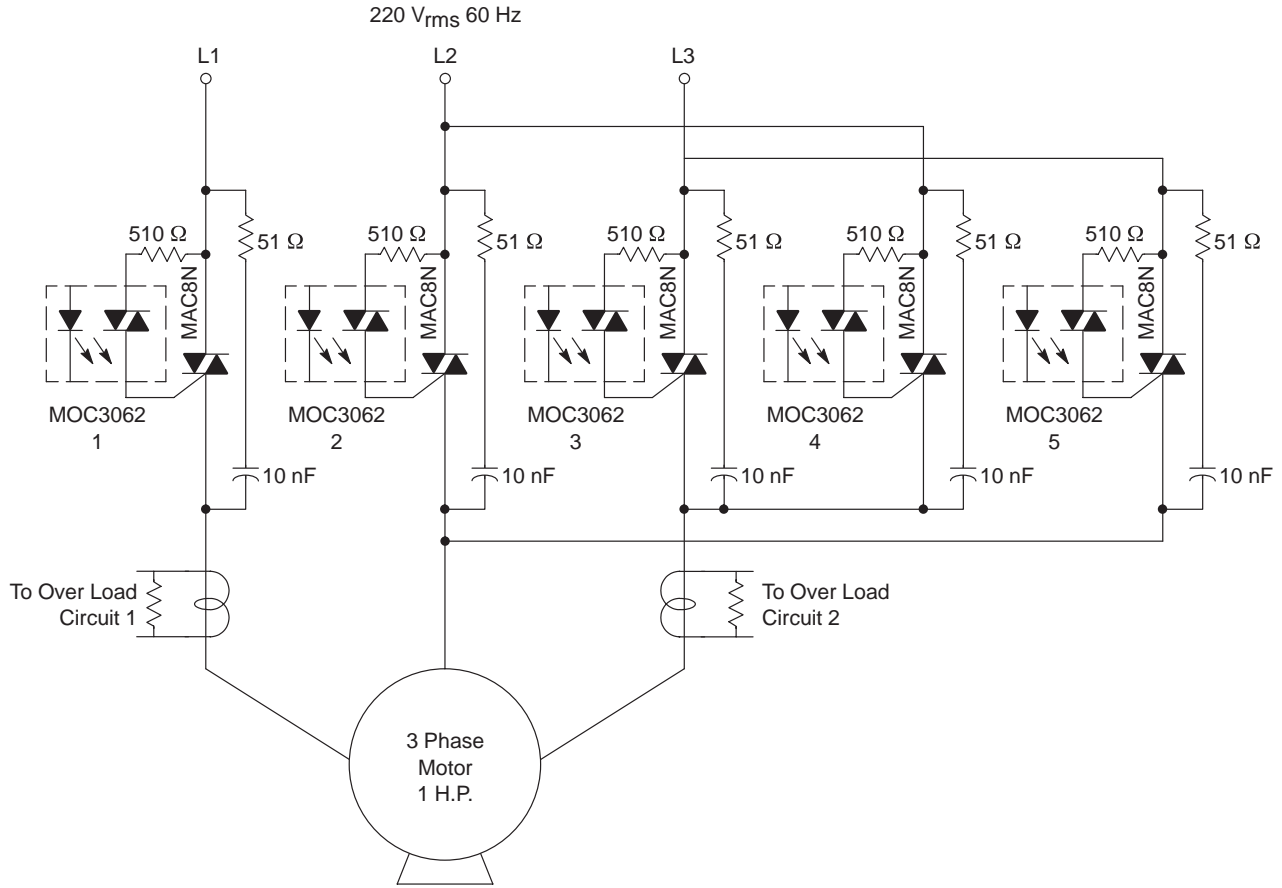 220 Vrms 60 Hz
L1
L2
L3
510 Ω
51 Ω
510 Ω
51 Ω
510 Ω
51 Ω
510 Ω
51 Ω
510 Ω
51 Ω
MAC8N
MAC8N
MAC8N
MAC8N
MAC8N
MOC3062
1
MOC3062
2
MOC3062
3
MOC3062
4
MOC3062
5
10 nF
10 nF
10 nF
10 nF
10 nF
To Over Load
Circuit 1
To Over Load
Circuit 2
3 Phase
Motor
1 H.P.